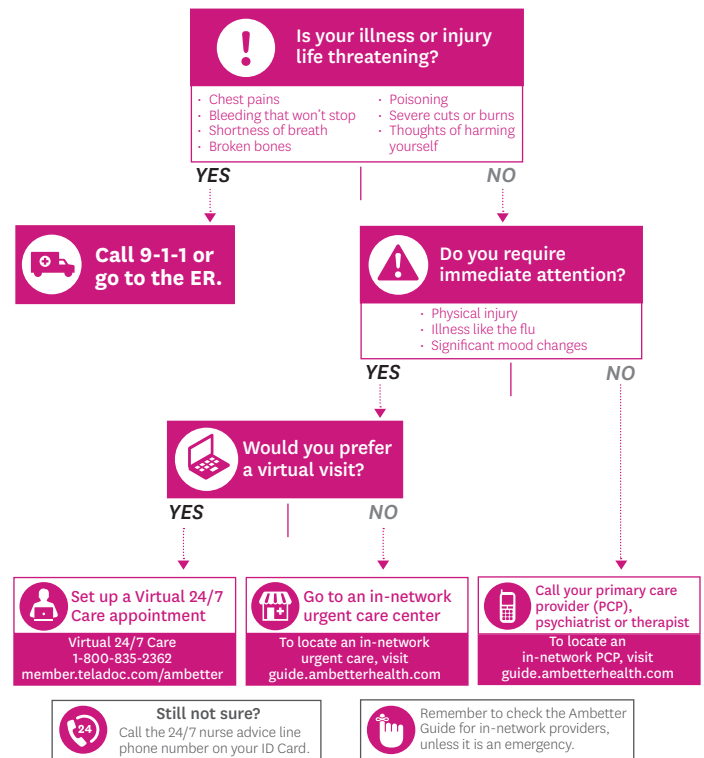 Is your illness or injury
life threatening?
· Chest pains
· Bleeding that won't stop
· Shortness of breath
· Broken bones
· Poisoning
· Severe cuts or burns
· Thoughts of harming
yourself
YES
NO
Call 9-1-1 or
go to the ER.
Do you require
immediate attention?
· Physical injury
· Illness like the flu
· Significant mood changes
YES
NO
Would you prefer
a virtual visit?
YES
NO
Set up a Virtual 24/7
Care appointment
Virtual 24/7 Care
1-800-835-2362
member.teladoc.com/ambetter
Go to an in-network
urgent care center
To locate an in-network
urgent care, visit
guide.ambetterhealth.com
Call your primary care
provider (PCP),
psychiatrist or therapist
To locate an
in-network PCP, visit
guide.ambetterhealth.com
24
Still not sure?
Call the 24/7 nurse advice line
phone number on your ID Card.
Remember to check the Ambetter
Guide for in-network providers,
unless it is an emergency.